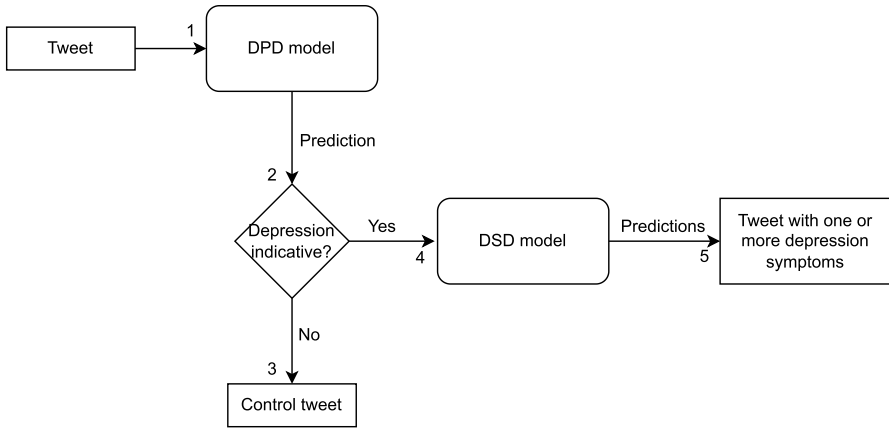 1
Tweet
DPD model
Prediction
2
Depression
indicative?
Yes
4
DSD model
Predictions
5
Tweet with one or
more depression
symptoms
No
3
Control tweet